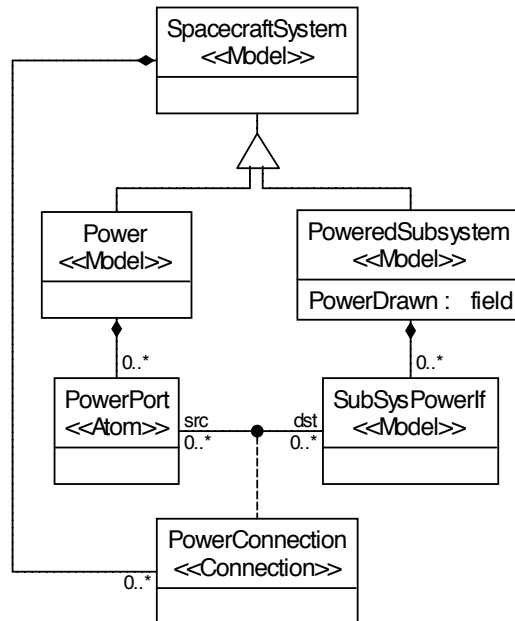 SpacecraftSystem
<<Model>>
Power
<<Model>>
PoweredSubsystem
<<Model>>
PowerDrawn : field
0..*
0..*
PowerPort
<<Atom>>
src
0..*
dst
0..*
SubSysPowerIf
<<Model>>
PowerConnection
<<Connection>>
0..*